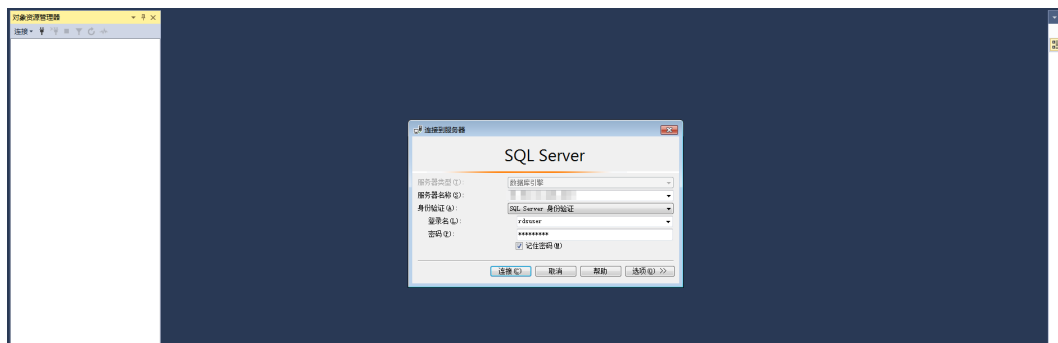 对象资源管理器
连接
连接到服务器
SQL Server
服务器类型(T):
数据库引擎
服务器名称(S):
身份验证(A):
SQL Server 身份验证
登录名(L):
rdsuser
密码(P):
*********
记住密码(M)
连接(C)
取消
帮助
选项(O) >>